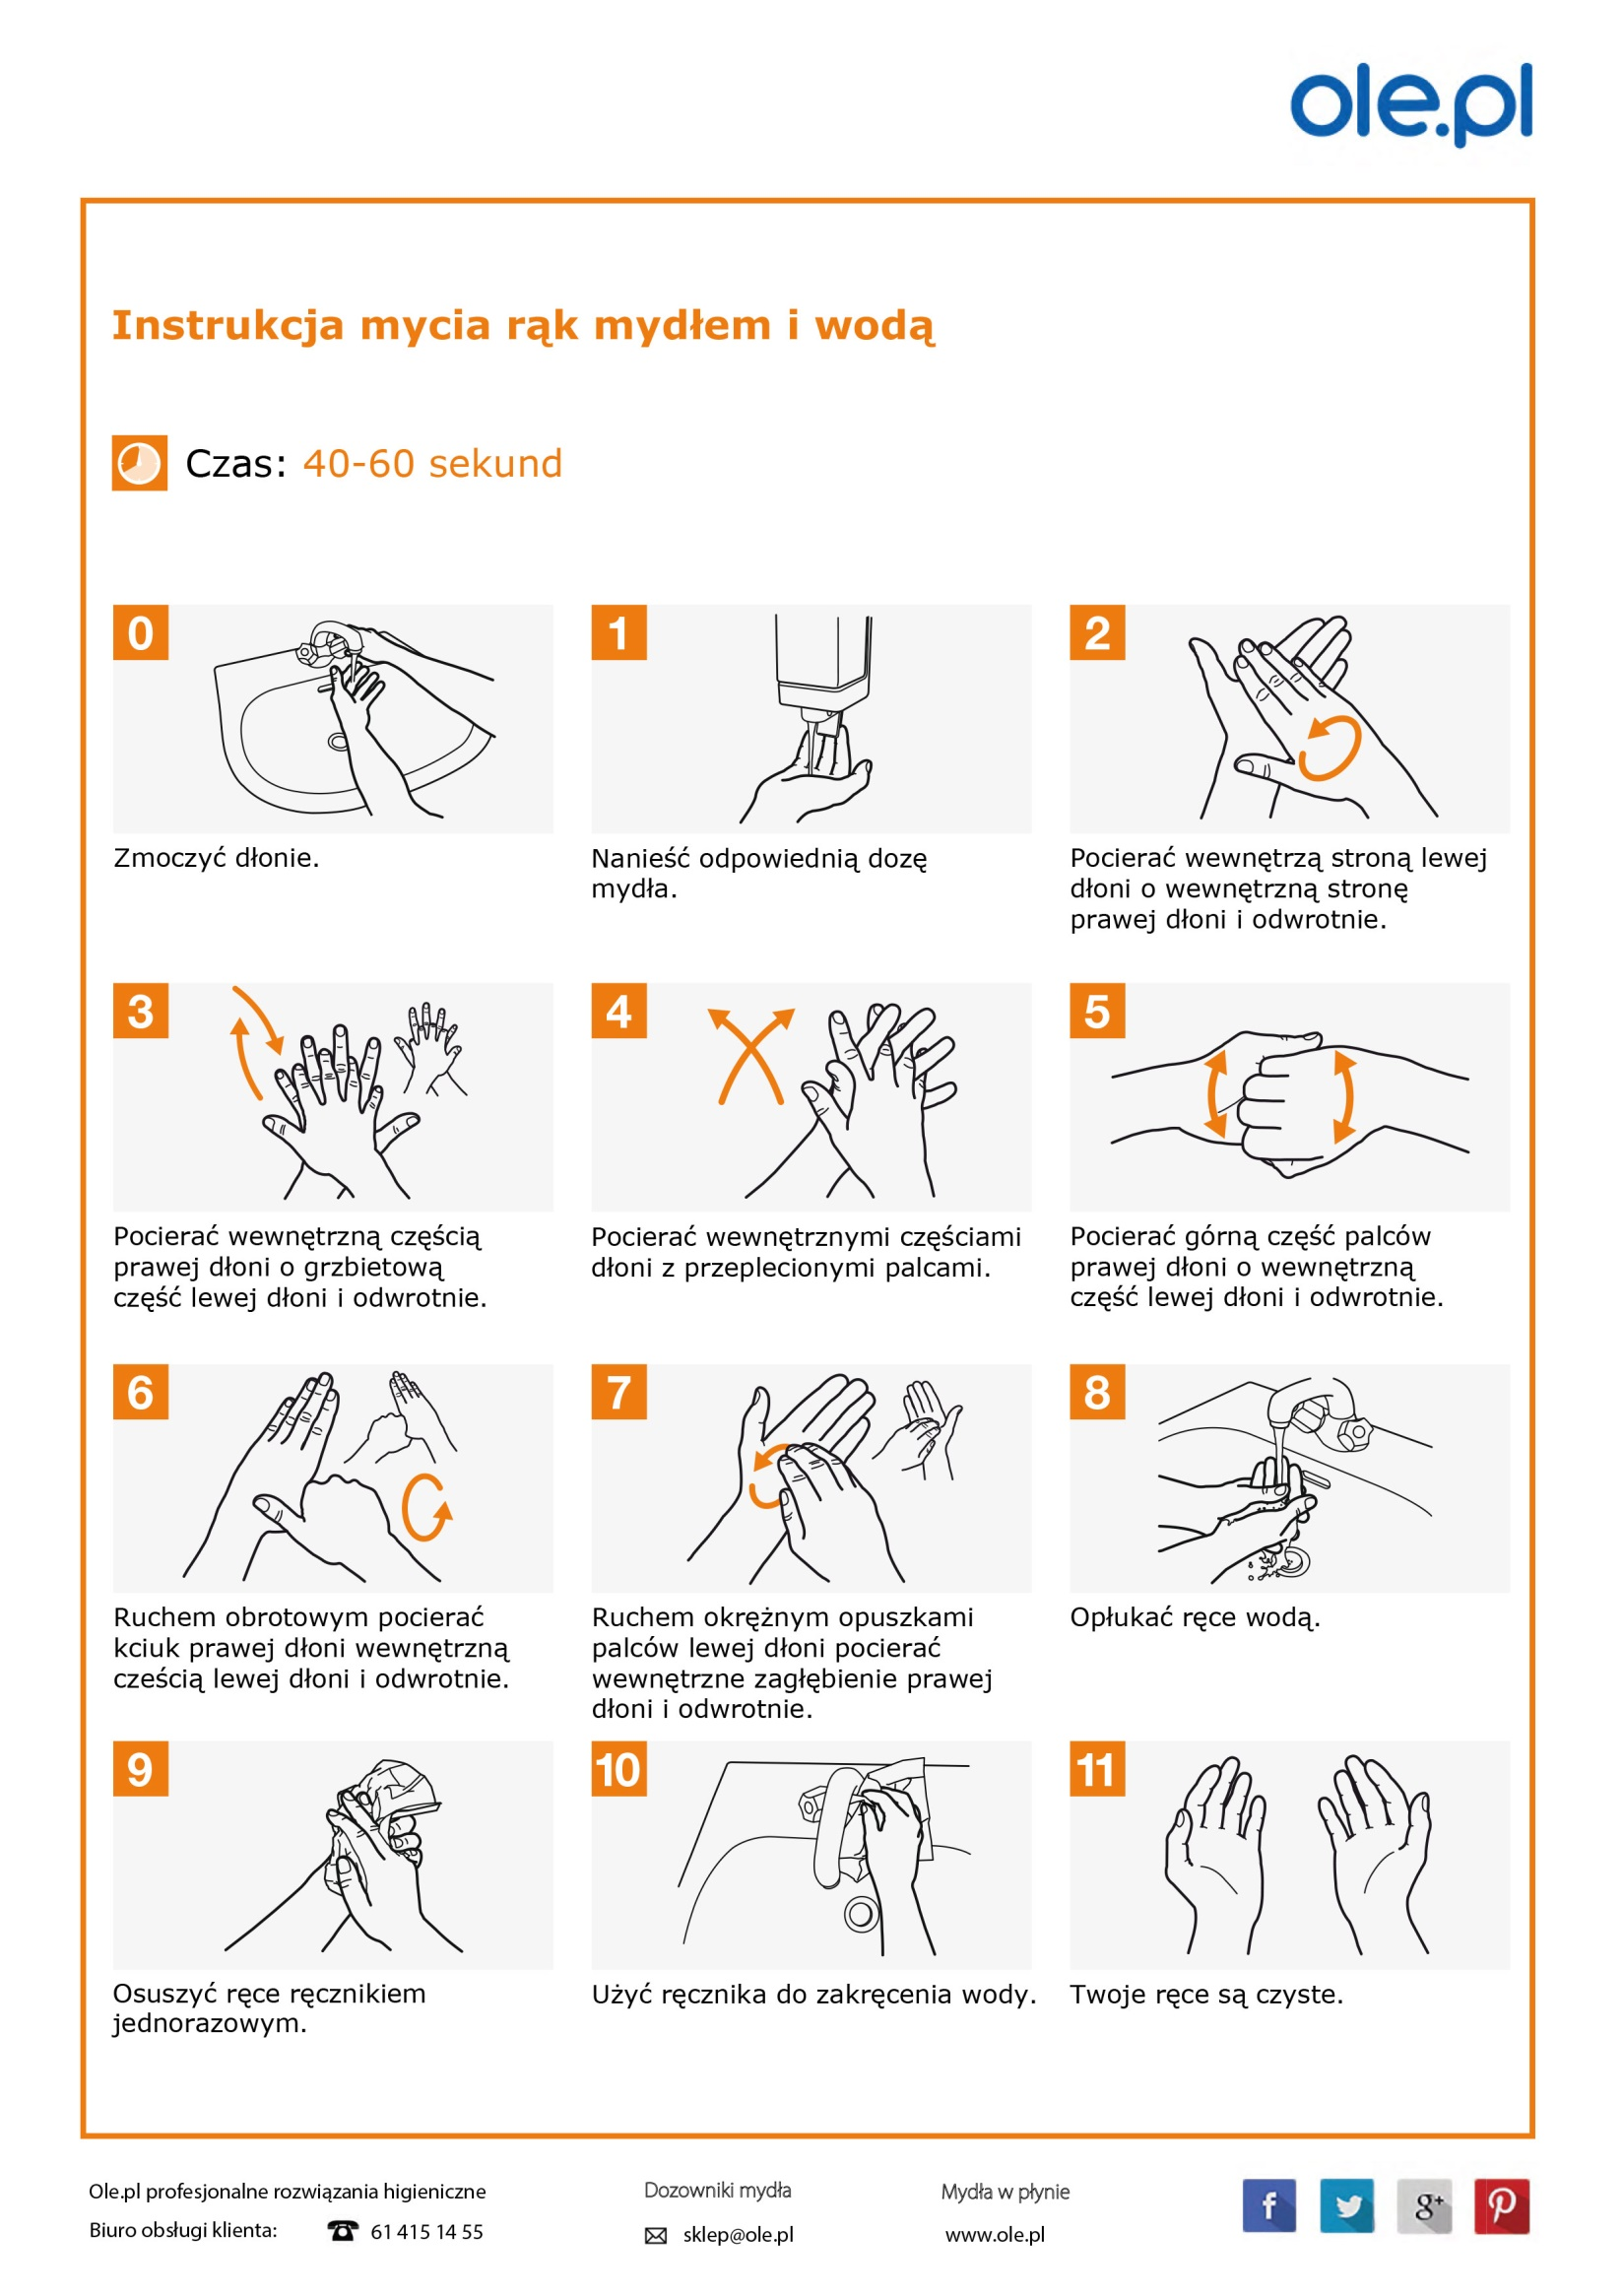 ole.pl
Instrukcja mycia rąk mydłem i wodą
Czas: 40-60 sekund
0
Zmoczyć dłonie.
1
Nanieść odpowiednią dozę
mydła.
2
Pocierać wewnętrzą stroną lewej
dłoni o wewnętrzną stronę
prawej dłoni i odwrotnie.
3
Pocierać wewnętrzną częścią
prawej dłoni o grzbietową
część lewej dłoni i odwrotnie.
4
Pocierać wewnętrznymi częściami
dłoni z przeplecionymi palcami.
5
Pocierać górną część palców
prawej dłoni o wewnętrzną
część lewej dłoni i odwrotnie.
6
Ruchem obrotowym pocierać
kciuk prawej dłoni wewnętrzną
cześcią lewej dłoni i odwrotnie.
7
Ruchem okrężnym opuszkami
palców lewej dłoni pocierać
wewnętrzne zagłębienie prawej
dłoni i odwrotnie.
8
Opłukać ręce wodą.
9
Osuszyć ręce ręcznikiem
jednorazowym.
10
Użyć ręcznika do zakręcenia wody.
11
Twoje ręce są czyste.
Ole.pl profesjonalne rozwiązania higieniczne
Biuro obsługi klienta: 61 415 14 55
Dozowniki mydła
sklep@ole.pl
Mydła w płynie
www.ole.pl
f
g+